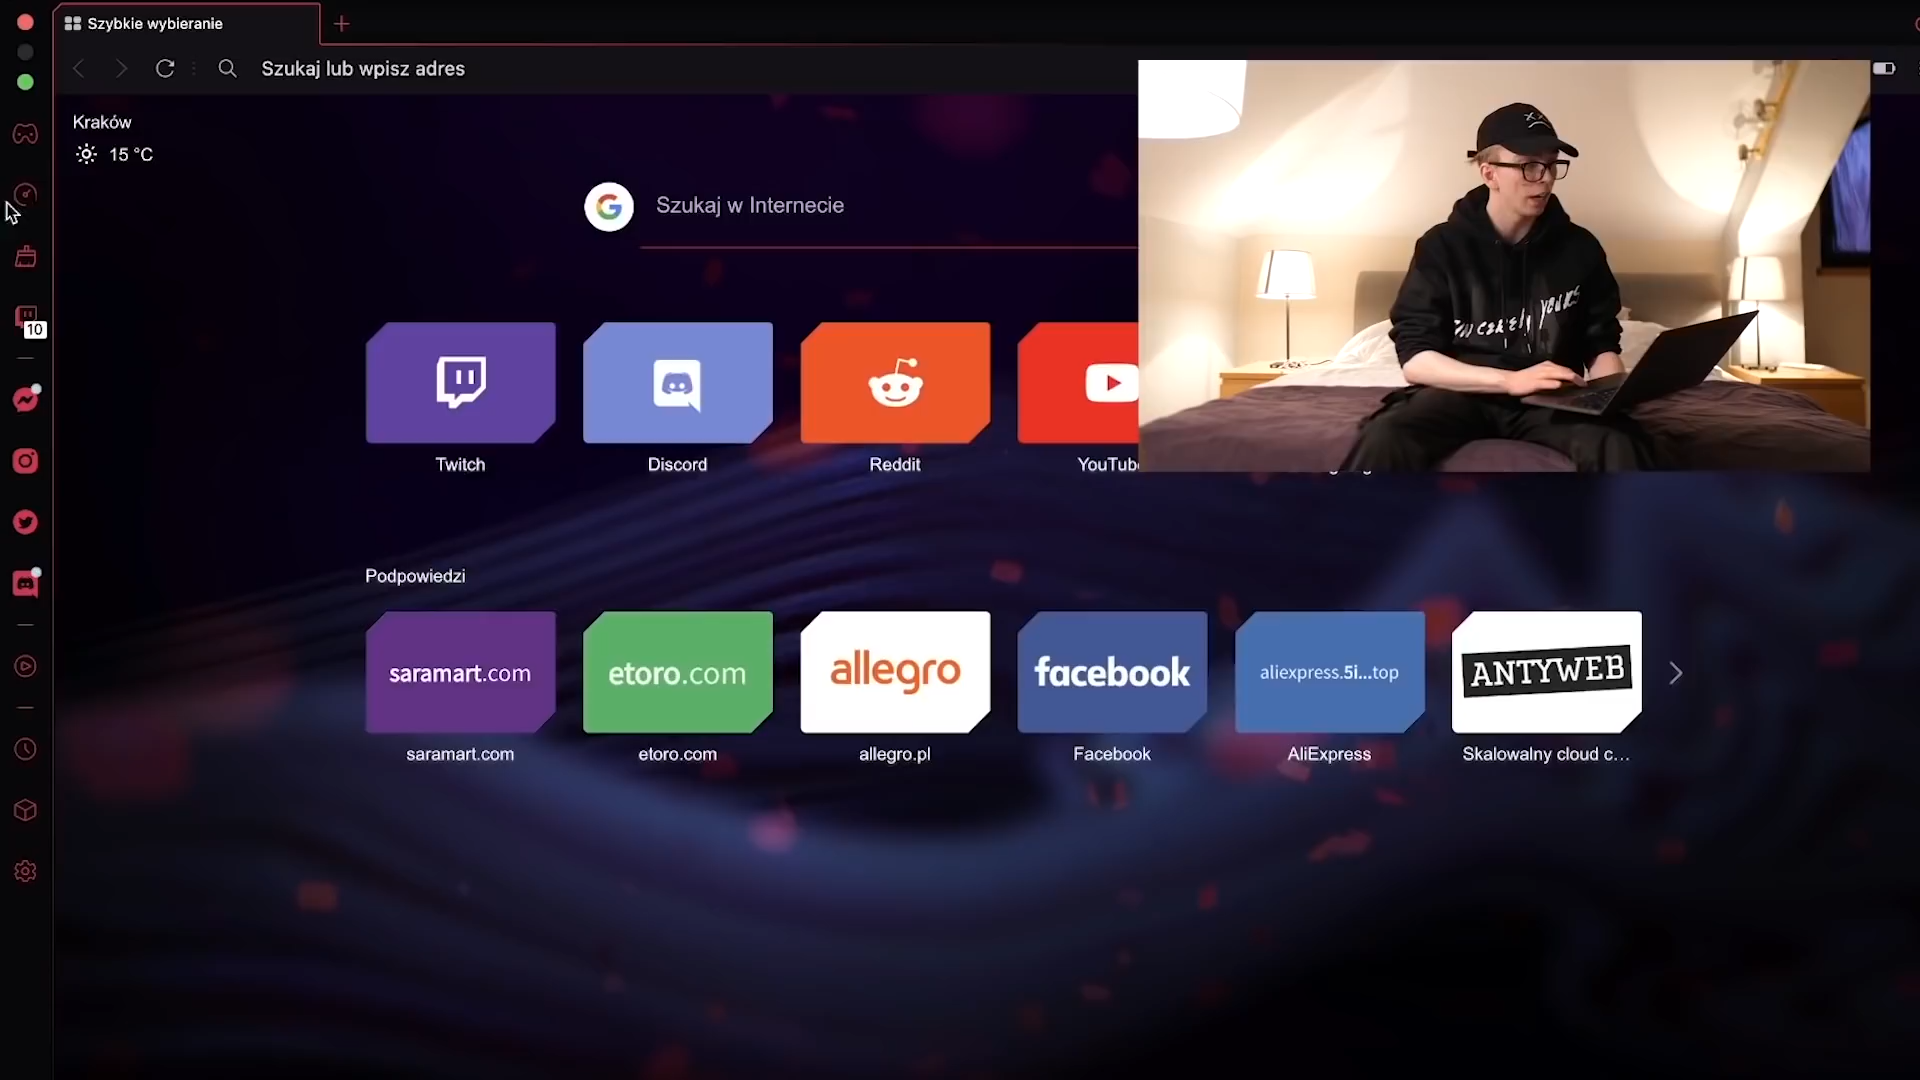 Szybkie wybieranie
Szukaj lub wpisz adres
Kraków
15 °C
Szukaj w Internecie
10
Twitch
Discord
Reddit
Podpowiedzi
saramart.com
etoro.com
allegro
facebook
aliexpress.5i...top
ANTYWEB
saramart.com
etoro.com
allegro.pl
Facebook
AliExpress
Skalowalny cloud c...